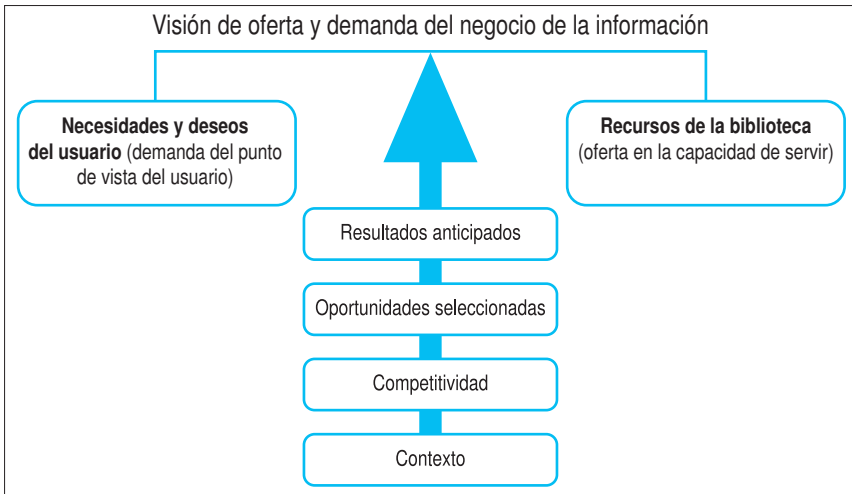 Visión de oferta y demanda del negocio de la información
Necesidades y deseos
del usuario (demanda del punto
de vista del usuario)
Recursos de la biblioteca
(oferta en la capacidad de servir)
Resultados anticipados
Oportunidades seleccionadas
Competitividad
Contexto